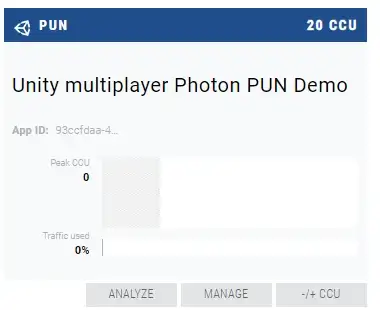 PUN 20 CCU
Unity multiplayer Photon PUN Demo
App ID: 93ccfdaa-4...
Peak CCU
0
Traffic used
0%
ANALYZE MANAGE -/+ CCU